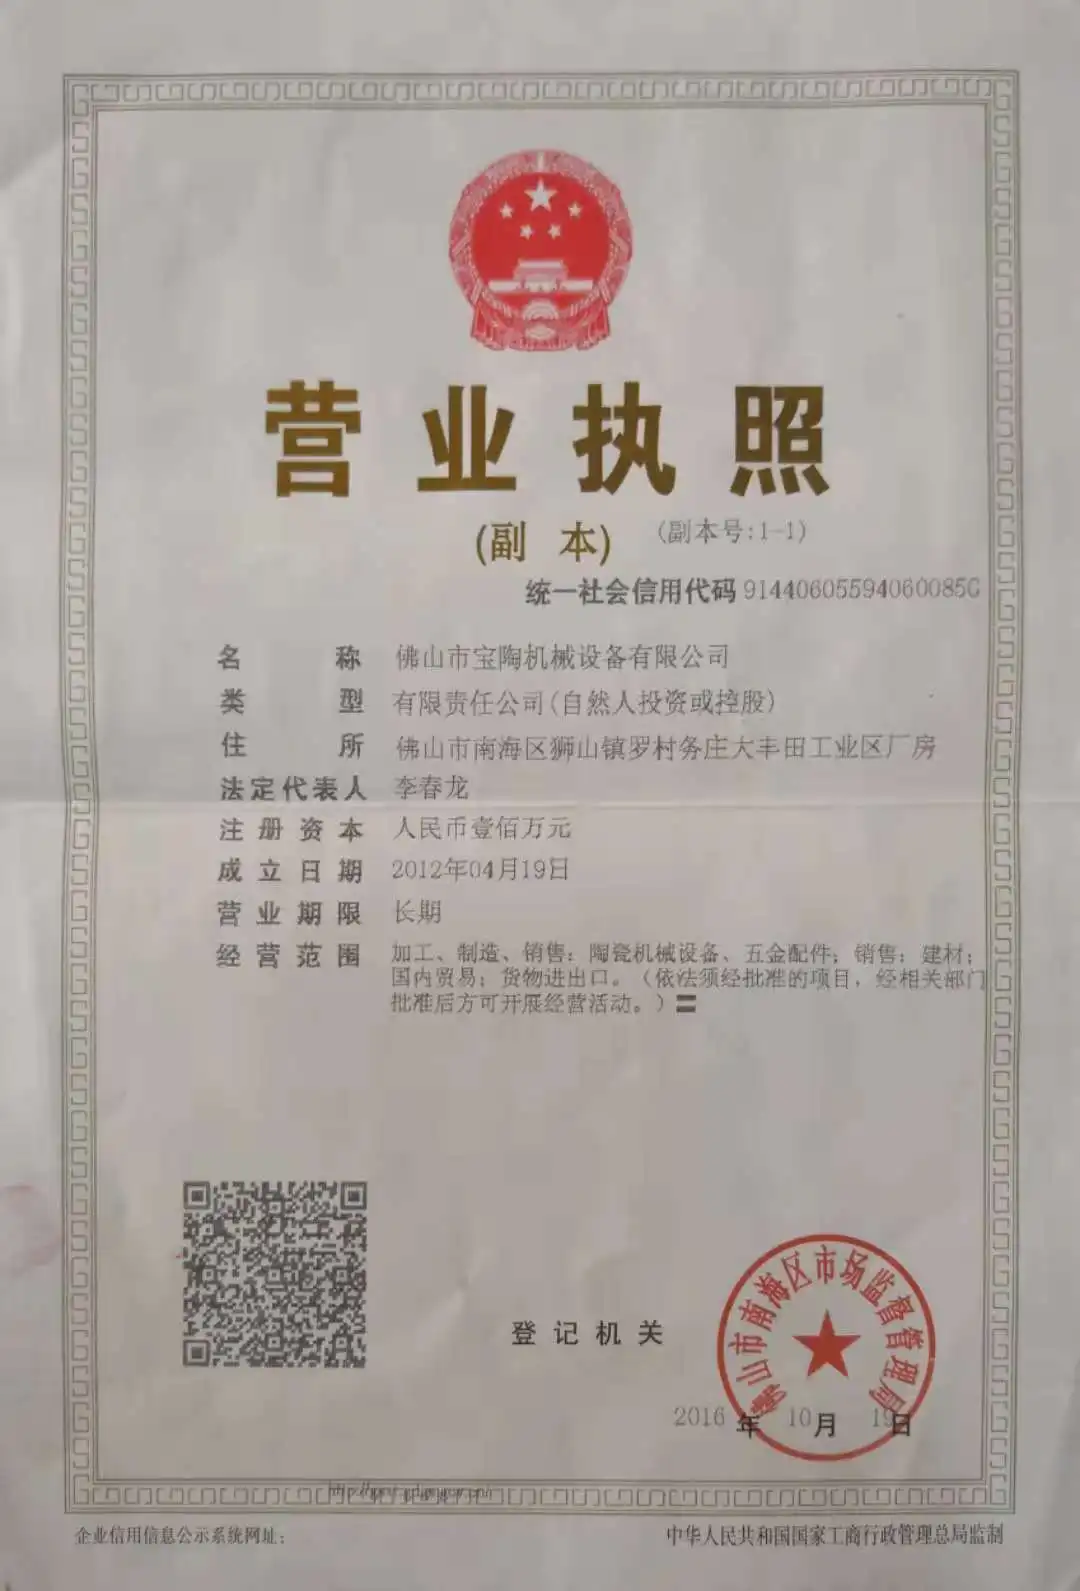 营业执照
(副 本) (副本号:1-1)
统一社会信用代码 91440605594060085G
名 称 佛山市宝陶机械设备有限公司
类 型 有限责任公司(自然人投资或控股)
住 所 佛山市南海区狮山镇罗村务庄大丰田工业区厂房
法定代表人 李春龙
注册资本 人民币壹佰万元
成立日期 2012年04月19日
营业期限 长期
经营范围 加工、制造、销售：陶瓷机械设备、五金配件；销售：建材；
国内贸易；货物进出口。（依法须经批准的项目，经相关部门
批准后方可开展经营活动。）
佛山市南海区市场监督管理局
登记机关
2016年10月19日
企业信用信息公示系统网址：
中华人民共和国国家工商行政管理总局监制